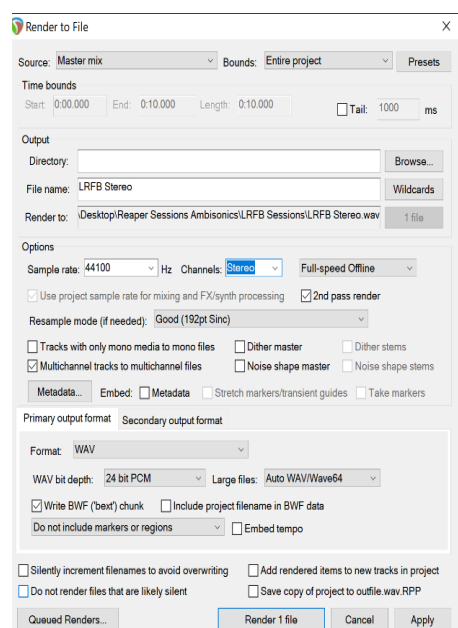 Render to File X
Source: Master mix Bounds: Entire project Presets
Time bounds
Start: 0:00.000 End: 0:10.000 Length: 0:10.000 Tail: 1000 ms
Output
Directory: Browse...
File name: LRFB Stereo Wildcards
Render to: \Desktop\Reaper Sessions Ambisonics\LRFB Sessions\LRFB Stereo.wav 1 file
Options
Sample rate: 44100 Hz Channels: Stereo Full-speed Offline
Use project sample rate for mixing and FX/synth processing 2nd pass render
Resample mode (if needed): Good (192pt Sinc)
Tracks with only mono media to mono files Dither master Dither stems
Multichannel tracks to multichannel files Noise shape master Noise shape stems
Metadata... Embed: Metadata Stretch markers/transient guides Take markers
Primary output format Secondary output format
Format: WAV
WAV bit depth: 24 bit PCM Large files: Auto WAV/Wave64
Write BWF ('bext') chunk Include project filename in BWF data
Do not include markers or regions Embed tempo
Silently increment filenames to avoid overwriting Add rendered items to new tracks in project
Do not render files that are likely silent Save copy of project to outfile.wav.RPP
Queued Renders... Render 1 file Cancel Apply